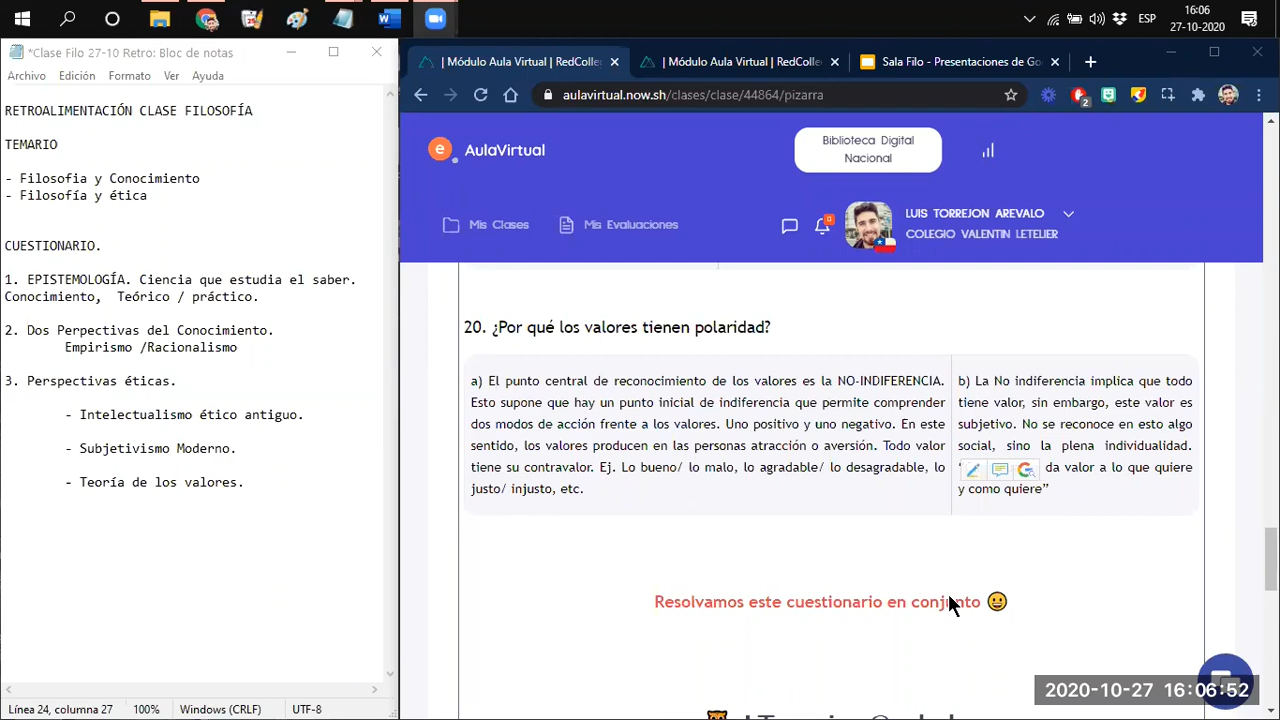 16:06
SP
27-10-2020
*Clase Filo 27-10 Retro: Bloc de notas
Archivo Edición Formato Ver Ayuda
RETROALIMENTACIÓN CLASE FILOSOFÍA
TEMARIO
- Filosofia y Conocimiento
- Filosofía y ética
CUESTIONARIO.
1. EPISTEMOLOGÍA. Ciencia que estudia el saber.
Conocimiento, Teórico / práctico.
2. Dos Perpectivas del Conocimiento.
Empirismo /Racionalismo
3. Perspectivas éticas.
- Intelectualismo ético antiguo.
- Subjetivismo Moderno.
- Teoría de los valores.
Línea 24, columna 27 100% Windows (CRLF) UTF-8
| Módulo Aula Virtual | RedColle
| Módulo Aula Virtual | RedColle
Sala Filo - Presentaciones de Go
aulavirtual.now.sh/clases/clase/44864/pizarra
2
e AulaVirtual
Biblioteca Digital
Nacional
Mis Clases
Mis Evaluaciones
0
LUIS TORREJON AREVALO
COLEGIO VALENTIN LETELIER
20. ¿Por qué los valores tienen polaridad?
a) El punto central de reconocimiento de los valores es la NO-INDIFERENCIA.
Esto supone que hay un punto inicial de indiferencia que permite comprender
dos modos de acción frente a los valores. Uno positivo y uno negativo. En este
sentido, los valores producen en las personas atracción o aversión. Todo valor
tiene su contravalor. Ej. Lo bueno/ lo malo, lo agradable/ lo desagradable, lo
justo/ injusto, etc.
b) La No indiferencia implica que todo
tiene valor, sin embargo, este valor es
subjetivo. No se reconoce en esto algo
social, sino la plena individualidad.
da valor a lo que quiere
y como quiere”
Resolvamos este cuestionario en conjunto
2020-10-27 16:06:52